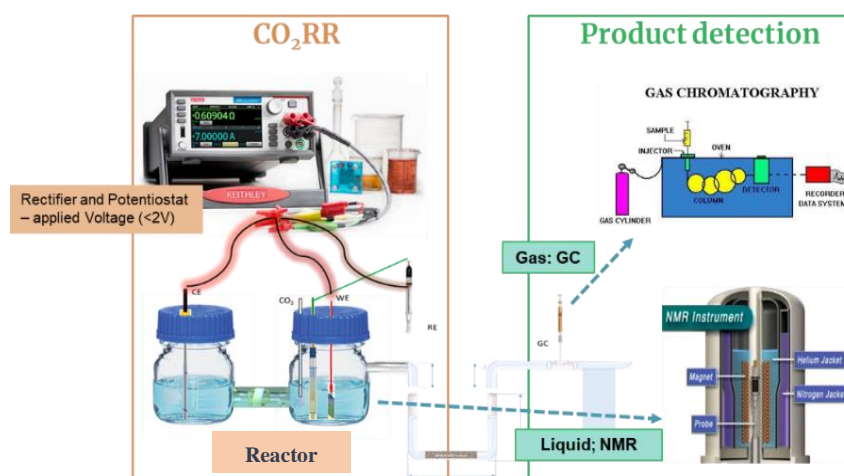 CO₂RR
Product detection
+0.60904Ω
+7.00000 A
KEITHLEY
Rectifier and Potentiostat
– applied Voltage (<2V)
CE
CO₂
WE
RE
Reactor
GAS CHROMATOGRAPHY
SAMPLE
INJECTOR
OVEN
COLUMN
DETECTOR
GAS CYLINDER
RECORDER
DATA SYSTEM
Gas: GC
GC
Liquid; NMR
NMR Instrument
Helium Jacket
Magnet
Nitrogen Jacket
Probe